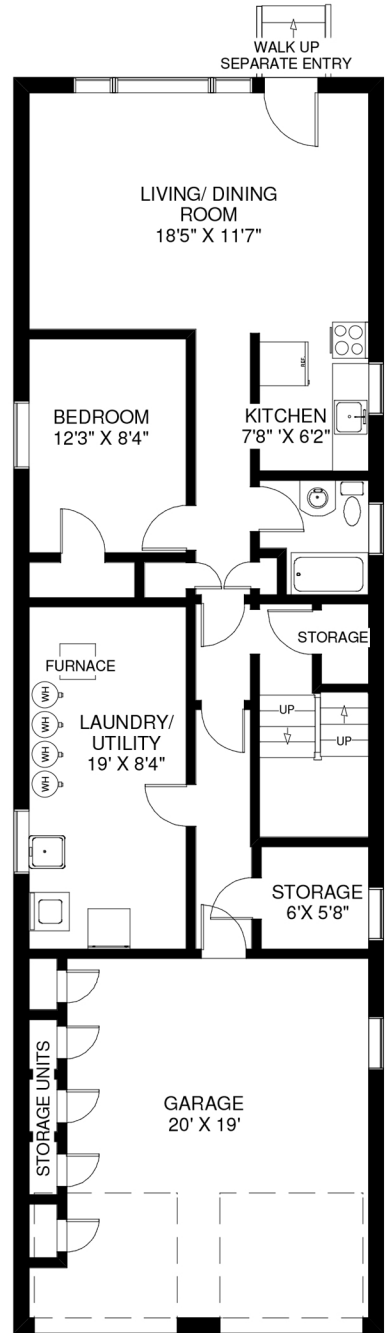 WALK UP
SEPARATE ENTRY
LIVING/ DINING
ROOM
18'5" X 11'7"
REF
BEDROOM
12'3" X 8'4"
KITCHEN
7'8" 'X 6'2"
STORAGE
FURNACE
WH
WH
WH
WH
LAUNDRY/
UTILITY
19' X 8'4"
UP
UP
STORAGE
6'X 5'8"
STORAGE UNITS
GARAGE
20' X 19'